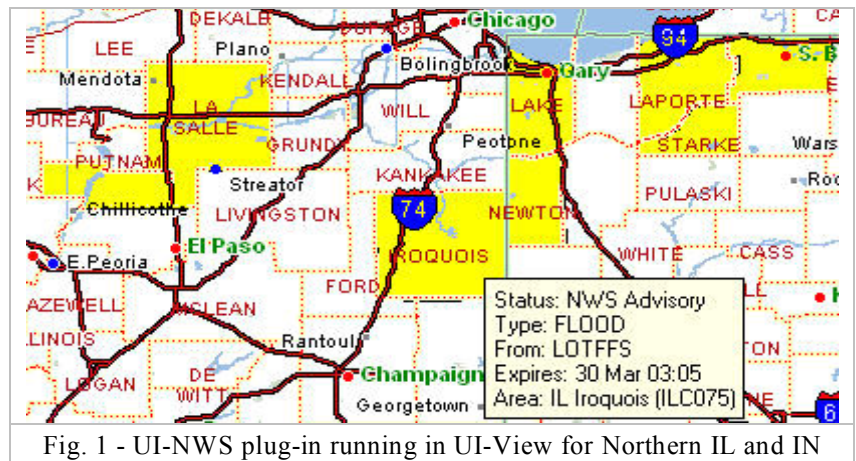 DEKALB
Chicago
CA
LEE
Plano
94
Mendota
KENDALL
Bolingbrook
Gary
S. B
LA
SALLE
WILL
LAKE
LAPORTE
BUREAU
GRUNDY
Peotone
STARKE
Wars
PUTNAM
KANKAKEE
K
Streator
74
PULASKI
Roc
Chillicothe
LIVINGSTON
NEWTON
El Paso
IROQUOIS
WHITE
CASS
E.Peoria
FORD
AZEWELL
MCLEAN
Status: NWS Advisory
Type: FLOOD
From: LOTFFS
Expires: 30 Mar 03:05
Area: IL Iroquois (ILC075)
LINOIS
Rantoul
TON
LOGAN
DE
WITT
Champaign
Georgetown
NE
6
Fig. 1 - UI-NWS plug-in running in UI-View for Northern IL and IN